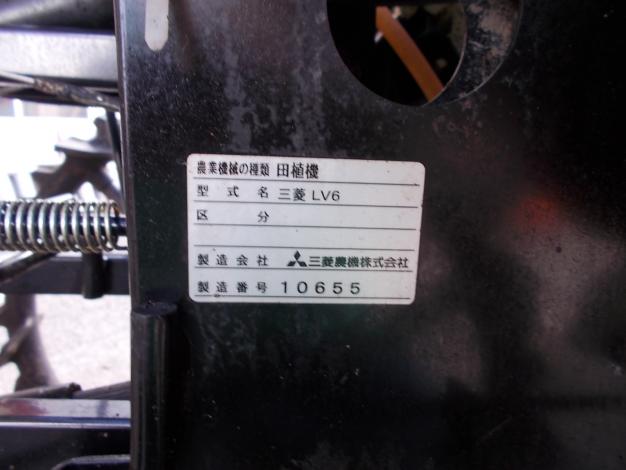 農業機械の種類 田植機
型式名 三菱 LV6
区分
製造会社 三菱農機株式会社
製造番号 10655